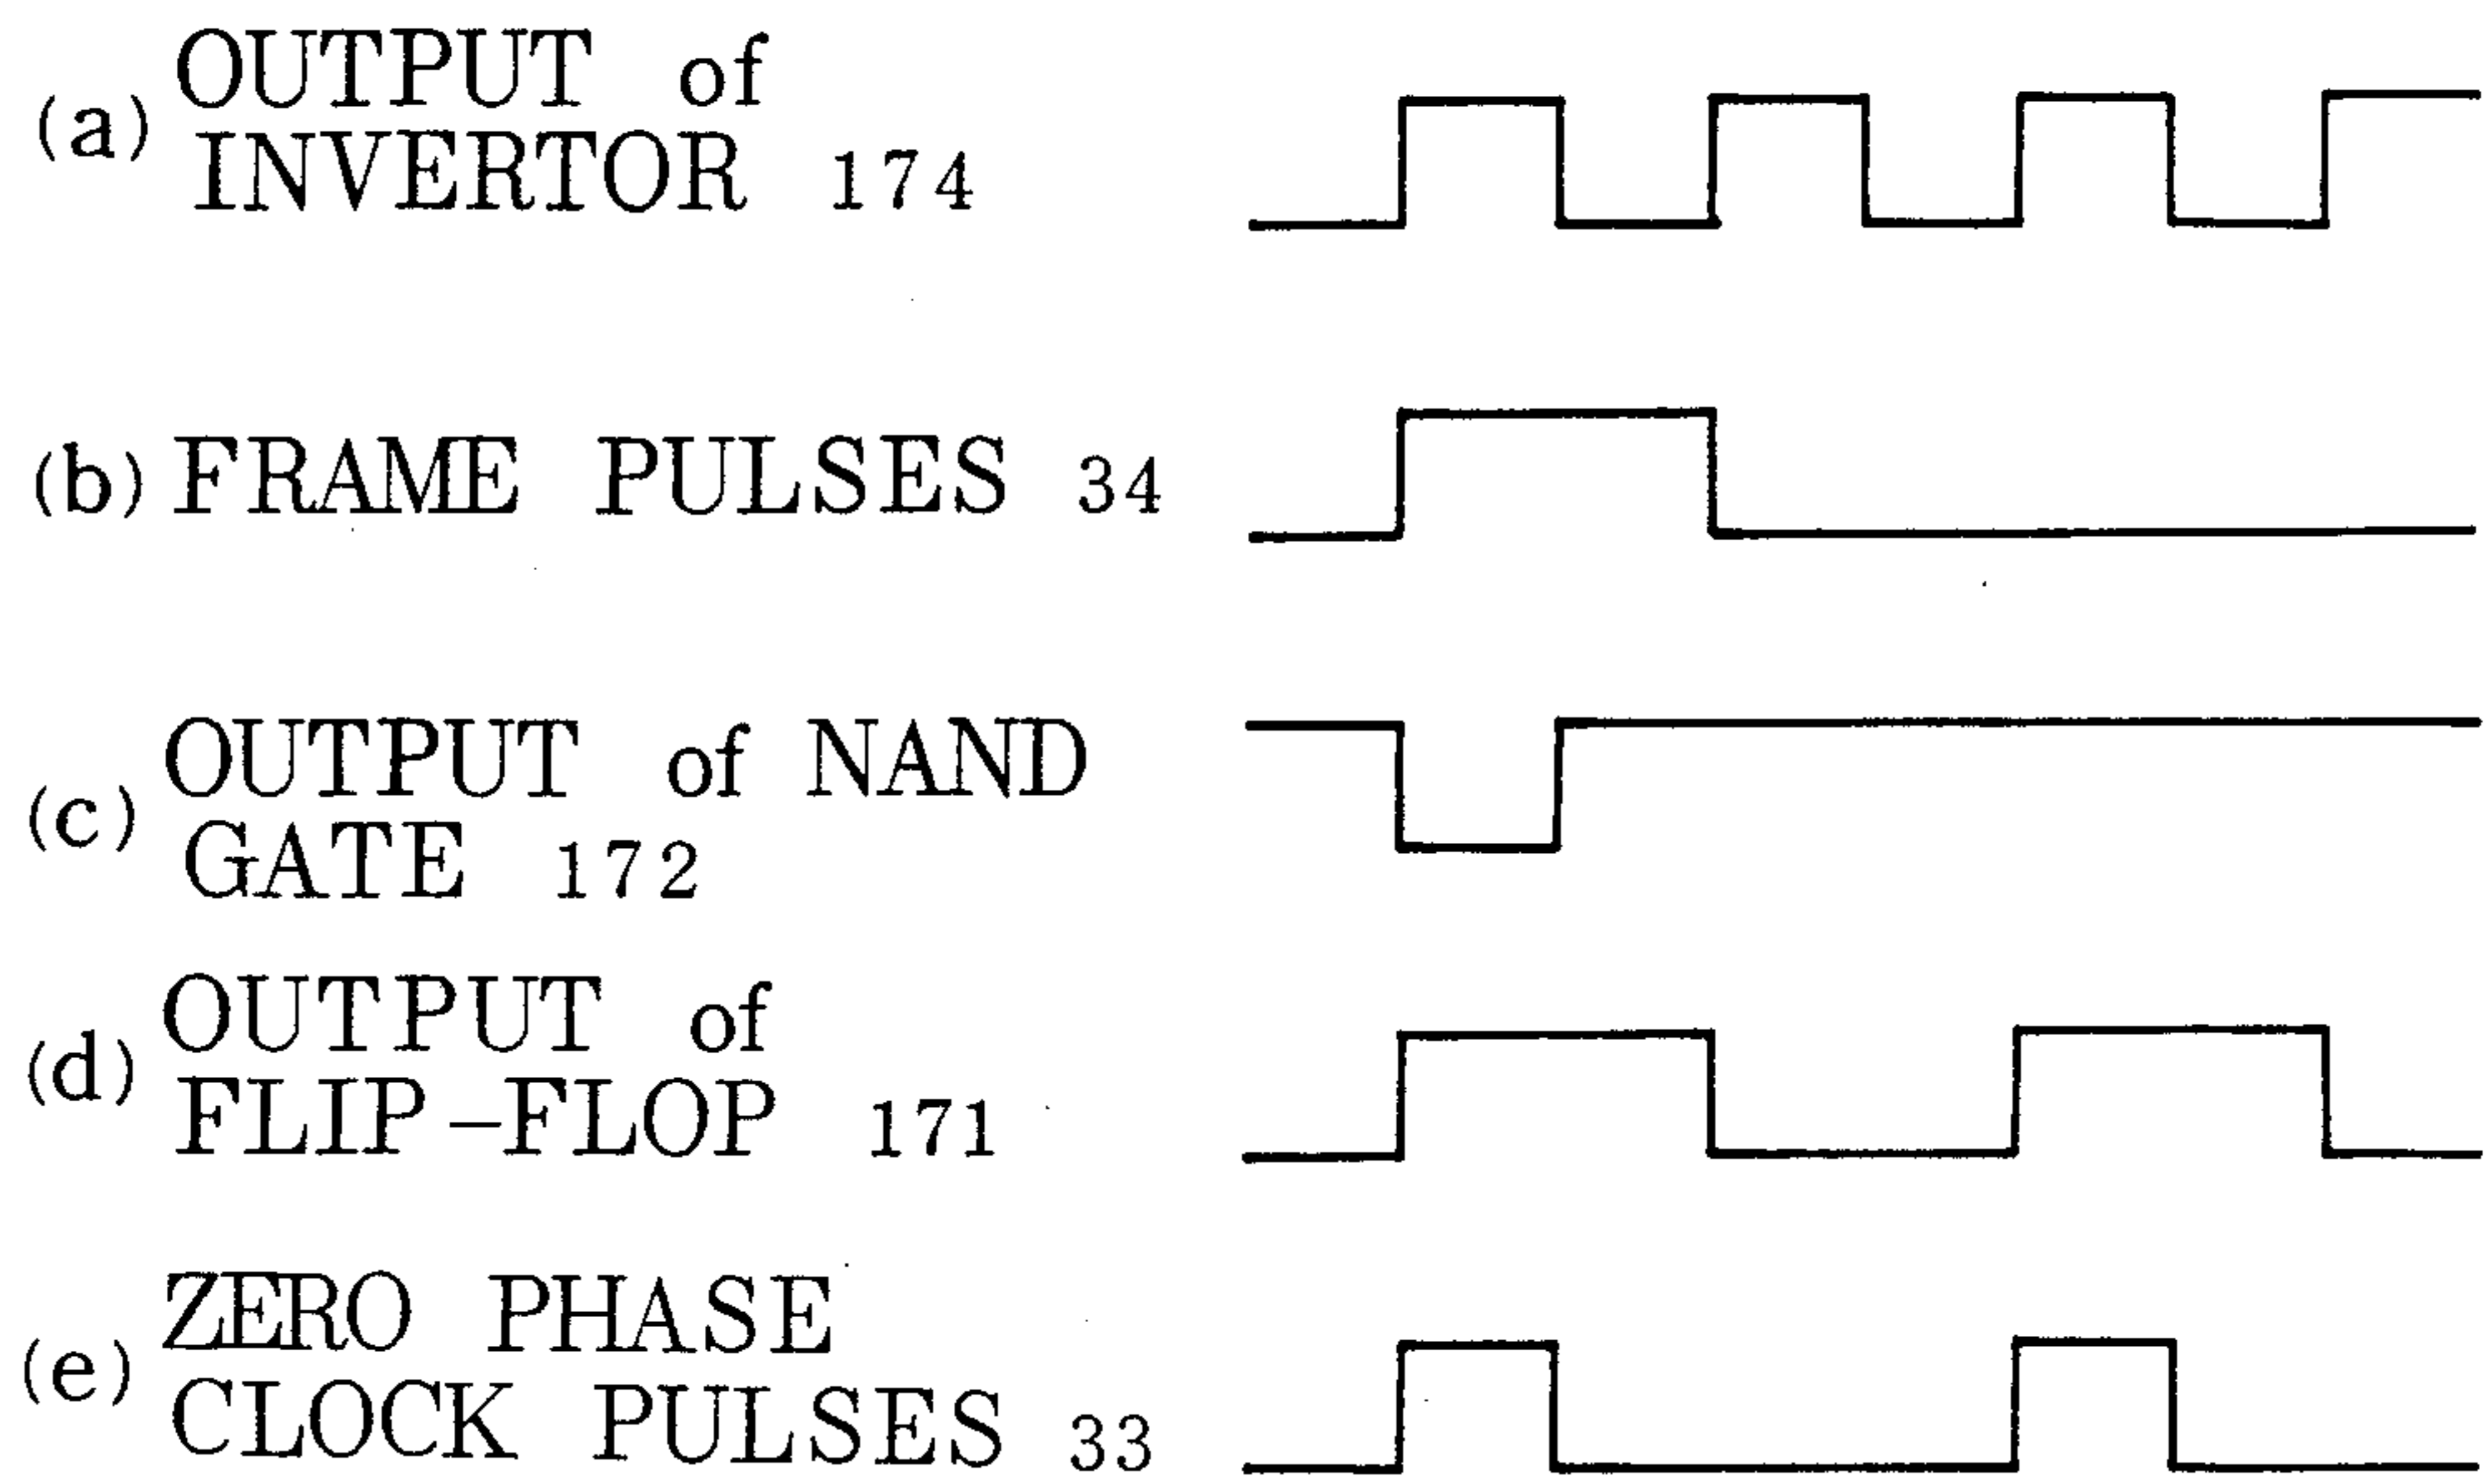 (a) OUTPUT of
INVERTOR 174
(b) FRAME PULSES 34
(c) OUTPUT of NAND
GATE 172
(d) OUTPUT of
FLIP-FLOP 171
(e) ZERO PHASE
CLOCK PULSES 33